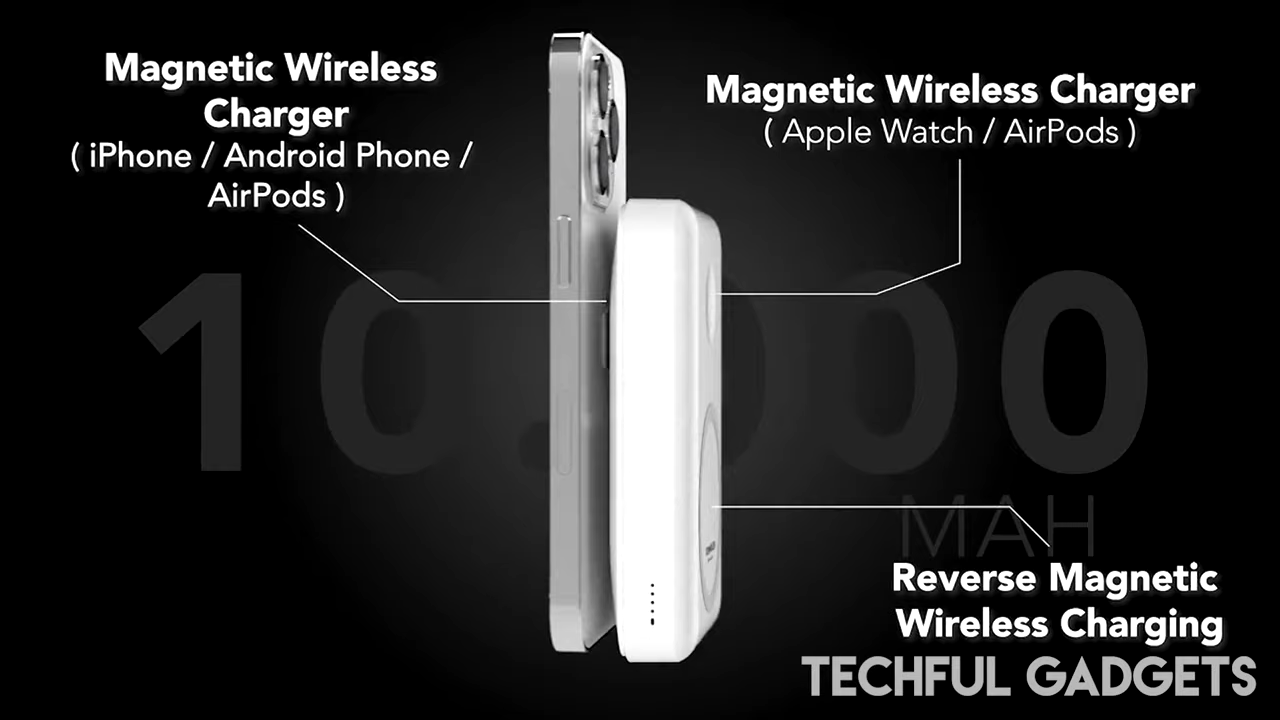 Magnetic Wireless
Charger
( iPhone / Android Phone /
AirPods )
Magnetic Wireless Charger
( Apple Watch / AirPods )
10.000
MAH
Reverse Magnetic
Wireless Charging
TECHFUL GADGETS